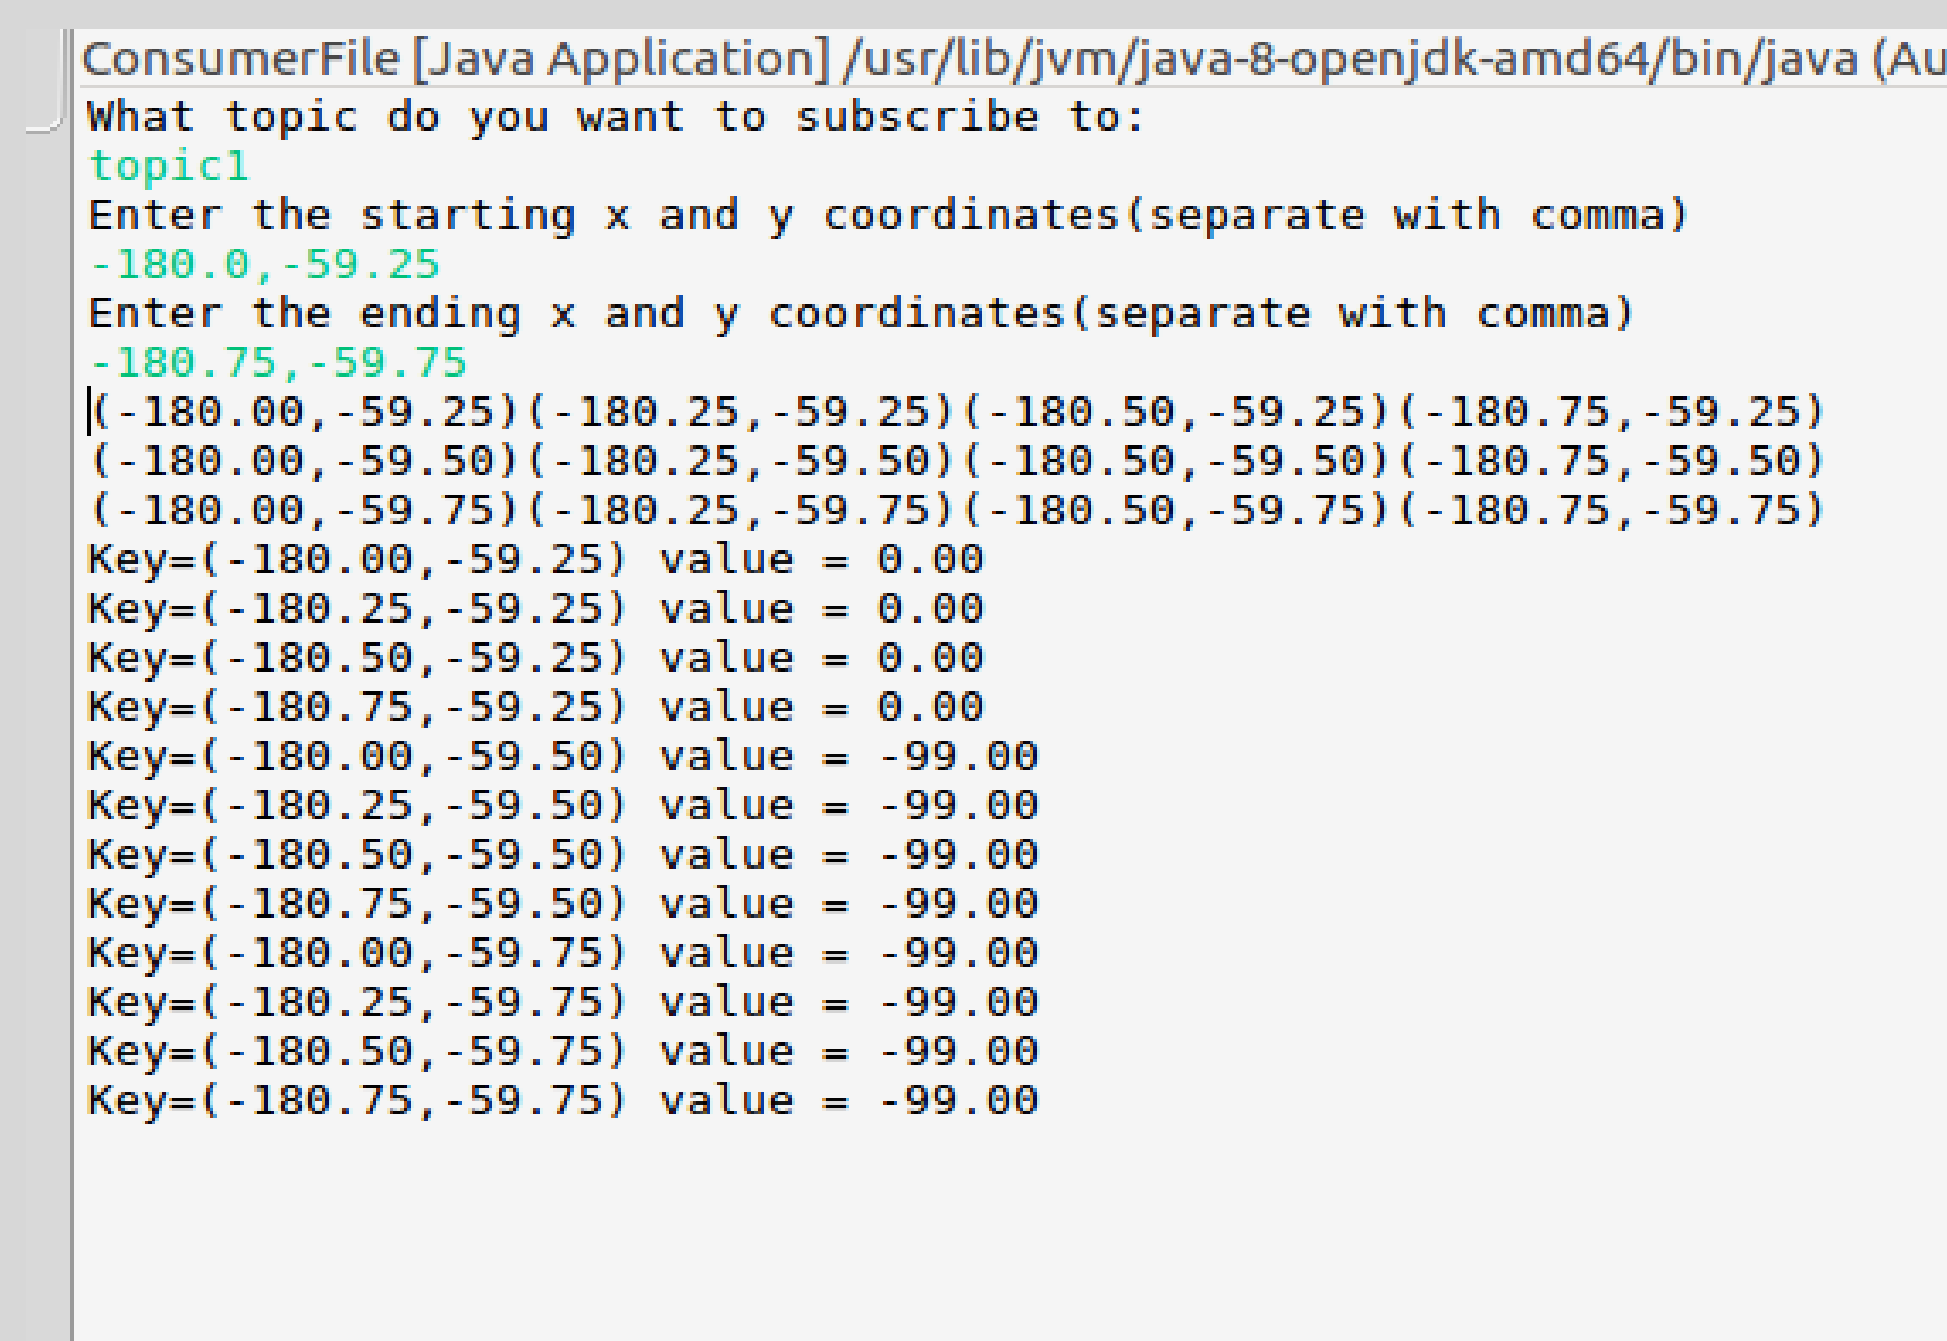 ConsumerFile [Java Application] /usr/lib/jvm/java-8-openjdk-amd64/bin/java (Au
What topic do you want to subscribe to:
topic1
Enter the starting x and y coordinates(separate with comma)
-180.0,-59.25
Enter the ending x and y coordinates(separate with comma)
-180.75,-59.75
(-180.00,-59.25)(-180.25,-59.25)(-180.50,-59.25)(-180.75,-59.25)
(-180.00,-59.50)(-180.25,-59.50)(-180.50,-59.50)(-180.75,-59.50)
(-180.00,-59.75)(-180.25,-59.75)(-180.50,-59.75)(-180.75,-59.75)
Key=(-180.00,-59.25) value = 0.00
Key=(-180.25,-59.25) value = 0.00
Key=(-180.50,-59.25) value = 0.00
Key=(-180.75,-59.25) value = 0.00
Key=(-180.00,-59.50) value = -99.00
Key=(-180.25,-59.50) value = -99.00
Key=(-180.50,-59.50) value = -99.00
Key=(-180.75,-59.50) value = -99.00
Key=(-180.00,-59.75) value = -99.00
Key=(-180.25,-59.75) value = -99.00
Key=(-180.50,-59.75) value = -99.00
Key=(-180.75,-59.75) value = -99.00